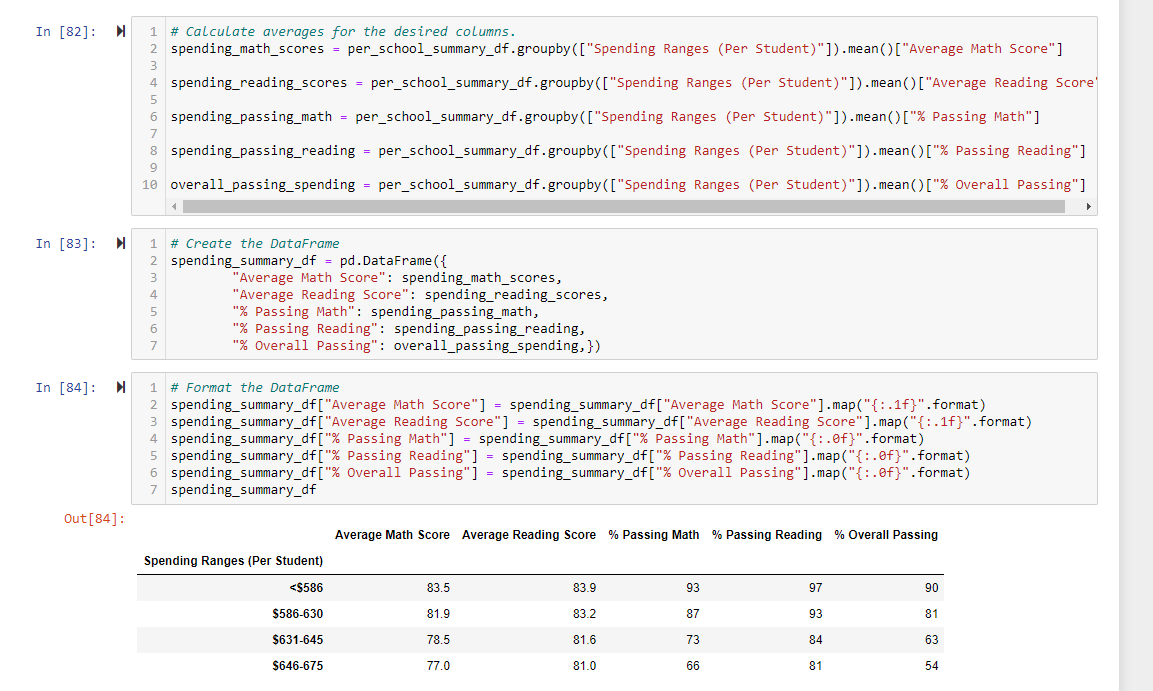 In [82]:
1 # Calculate averages for the desired columns.
2 spending_math_scores = per_school_summary_df.groupby(["Spending Ranges (Per Student)"]).mean()["Average Math Score"]
3
4 spending_reading_scores = per_school_summary_df.groupby(["Spending Ranges (Per Student)"]).mean()["Average Reading Score"
5
6 spending_passing_math = per_school_summary_df.groupby(["Spending Ranges (Per Student)"]).mean()["% Passing Math"]
7
8 spending_passing_reading = per_school_summary_df.groupby(["Spending Ranges (Per Student)"]).mean()["% Passing Reading"]
9
10 overall_passing_spending = per_school_summary_df.groupby(["Spending Ranges (Per Student)"]).mean()["% Overall Passing"]
In [83]:
1 # Create the DataFrame
2 spending_summary_df = pd.DataFrame({
3 "Average Math Score": spending_math_scores,
4 "Average Reading Score": spending_reading_scores,
5 "% Passing Math": spending_passing_math,
6 "% Passing Reading": spending_passing_reading,
7 "% Overall Passing": overall_passing_spending,})
In [84]:
1 # Format the DataFrame
2 spending_summary_df["Average Math Score"] = spending_summary_df["Average Math Score"].map("{:.1f}".format)
3 spending_summary_df["Average Reading Score"] = spending_summary_df["Average Reading Score"].map("{:.1f}".format)
4 spending_summary_df["% Passing Math"] = spending_summary_df["% Passing Math"].map("{:.0f}".format)
5 spending_summary_df["% Passing Reading"] = spending_summary_df["% Passing Reading"].map("{:.0f}".format)
6 spending_summary_df["% Overall Passing"] = spending_summary_df["% Overall Passing"].map("{:.0f}".format)
7 spending_summary_df
Out[84]:
Average Math Score Average Reading Score % Passing Math % Passing Reading % Overall Passing
Spending Ranges (Per Student)
<$586 83.5 83.9 93 97 90
$586-630 81.9 83.2 87 93 81
$631-645 78.5 81.6 73 84 63
$646-675 77.0 81.0 66 81 54